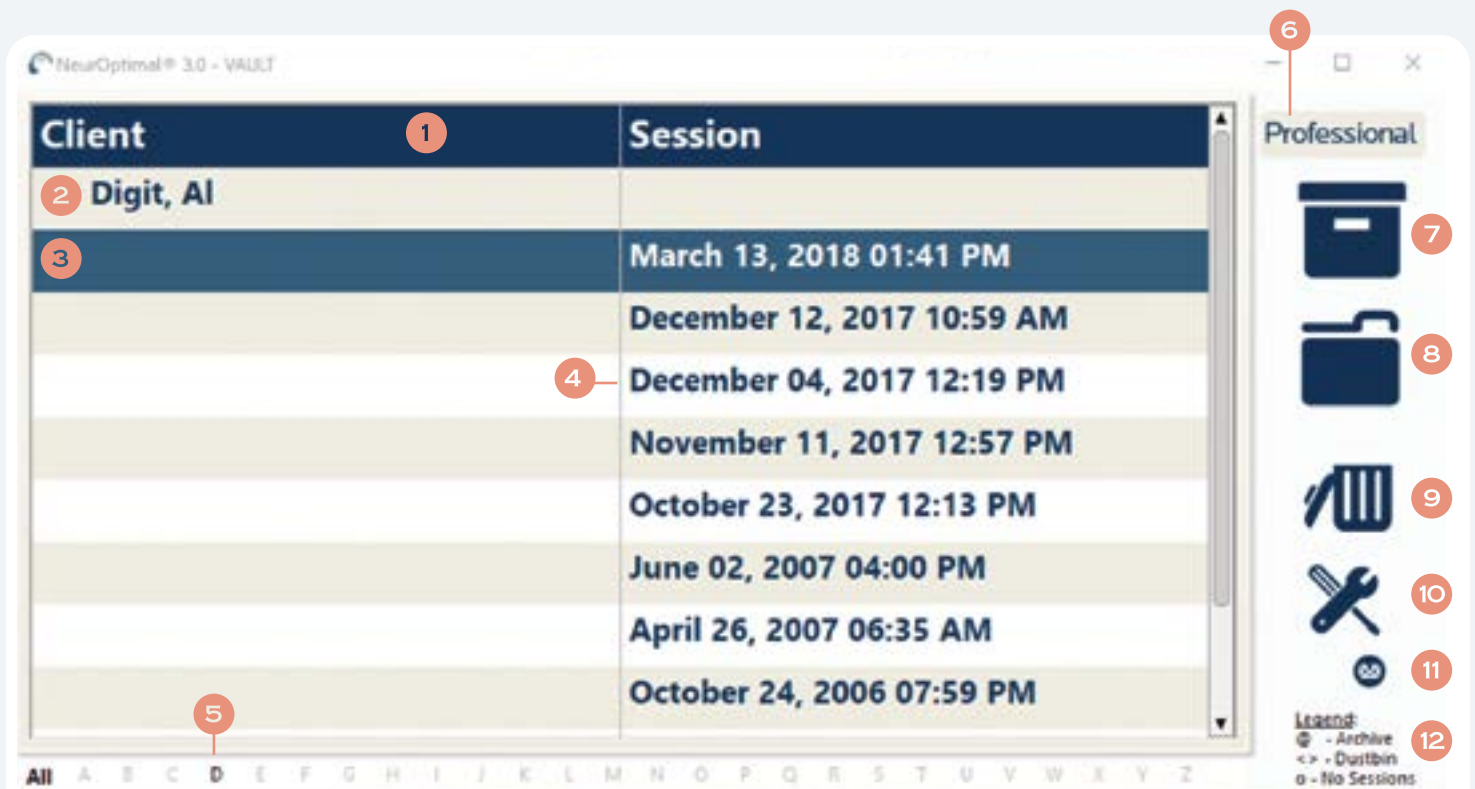 6
NeurOptimal® 3.0 - VAULT
Client 1 Session
Professional
2 Digit, Al
3 March 13, 2018 01:41 PM
7
December 12, 2017 10:59 AM
8
4 December 04, 2017 12:19 PM
November 11, 2017 12:57 PM
9
October 23, 2017 12:13 PM
June 02, 2007 04:00 PM
10
April 26, 2007 06:35 AM
11
October 24, 2006 07:59 PM
5
Legend:
- Archive
12
< > - Dustbin
o - No Sessions
All A B C D E F G H I J K L M N O P Q R S T U V W X Y Z